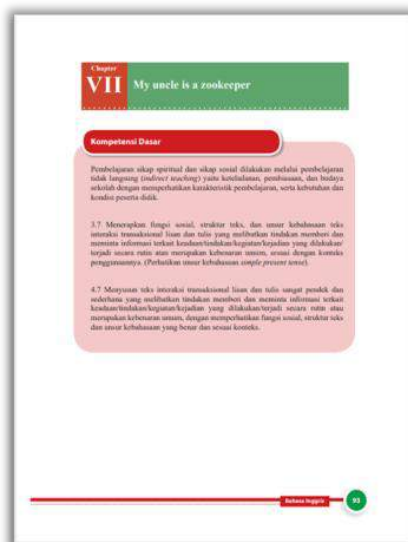 Chapter
VII
My uncle is a zookeeper
Kompetensi Dasar
Pembelajaran sikap spiritual dan sikap sosial dilakukan melalui pembelajaran
tidak langsung (indirect teaching) yaitu keteladanan, pembiasaan, dan budaya
sekolah dengan memperhatikan karakteristik pembelajaran, serta kebutuhan dan
kondisi peserta didik.
3.7 Menerapkan fungsi sosial, struktur teks, dan unsur kebahasaan teks
interaksi transaksional lisan dan tulis yang melibatkan tindakan memberi dan
meminta informasi terkait keadaan/tindakan/kegiatan/kejadian yang dilakukan/
terjadi secara rutin atau merupakan kebenaran umum, sesuai dengan konteks
penggunaannya. (Perhatikan unsur kebahasaan simple present tense).
4.7 Menyusun teks interaksi transaksional lisan dan tulis sangat pendek dan
sederhana yang melibatkan tindakan memberi dan meminta informasi terkait
keadaan/tindakan/kegiatan/kejadian yang dilakukan/terjadi secara rutin atau
merupakan kebenaran umum, dengan memperhatikan fungsi sosial, struktur teks
dan unsur kebahasaan yang benar dan sesuai konteks.
Bahasa Inggris
93